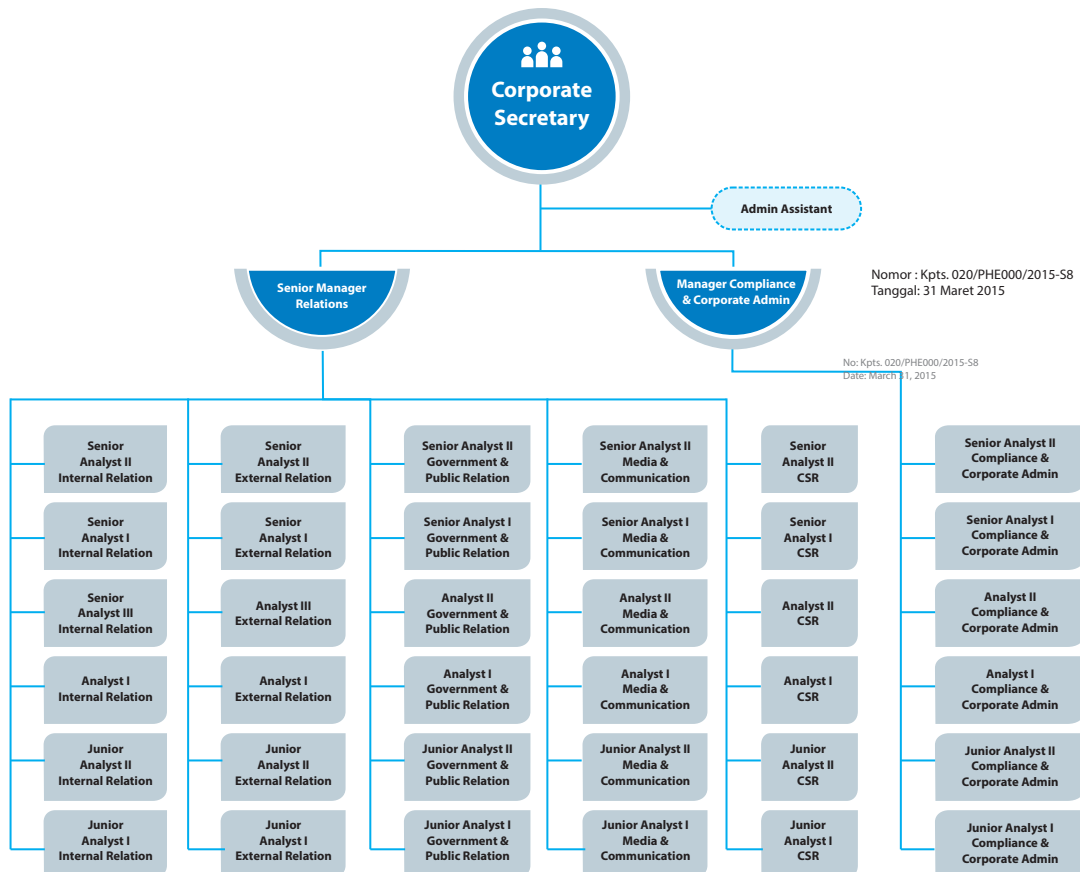 Corporate
Secretary
Admin Assistant
Senior Manager
Relations
Manager Compliance
& Corporate Admin
Nomor : Kpts. 020/PHE000/2015-S8
Tanggal: 31 Maret 2015
No: Kpts. 020/PHE000/2015-S8
Date: March 31, 2015
Senior
Analyst II
Internal Relation
Senior
Analyst II
External Relation
Senior Analyst II
Government &
Public Relation
Senior Analyst II
Media &
Communication
Senior
Analyst II
CSR
Senior Analyst II
Compliance &
Corporate Admin
Senior
Analyst I
Internal Relation
Senior
Analyst I
External Relation
Senior Analyst I
Government &
Public Relation
Senior Analyst I
Media &
Communication
Senior
Analyst I
CSR
Senior Analyst I
Compliance &
Corporate Admin
Senior
Analyst III
Internal Relation
Analyst III
External Relation
Analyst II
Government &
Public Relation
Analyst II
Media &
Communication
Analyst II
CSR
Analyst II
Compliance &
Corporate Admin
Analyst I
Internal Relation
Analyst I
External Relation
Analyst I
Government &
Public Relation
Analyst I
Media &
Communication
Analyst I
CSR
Analyst I
Compliance &
Corporate Admin
Junior
Analyst II
Internal Relation
Junior
Analyst II
External Relation
Junior Analyst II
Government &
Public Relation
Junior Analyst II
Media &
Communication
Junior
Analyst II
CSR
Junior Analyst II
Compliance &
Corporate Admin
Junior
Analyst I
Internal Relation
Junior
Analyst I
External Relation
Junior Analyst I
Government &
Public Relation
Junior Analyst I
Media &
Communication
Junior
Analyst I
CSR
Junior Analyst I
Compliance &
Corporate Admin